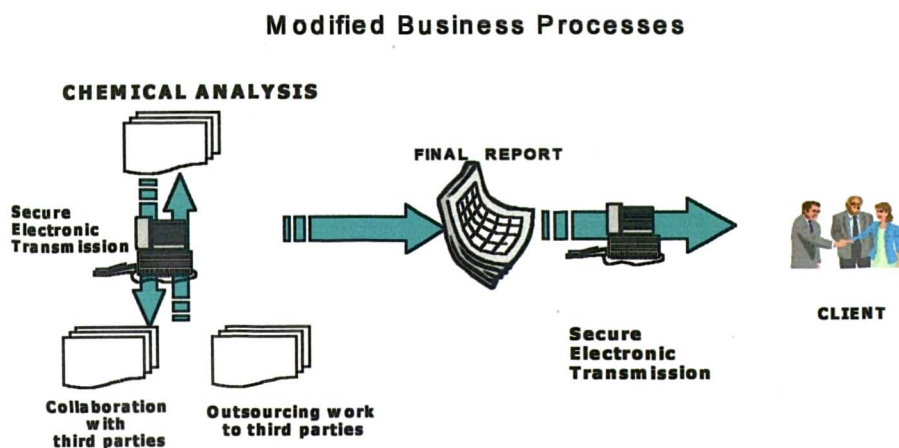 Modified Business Processes
CHEMICAL ANALYSIS
Secure
Electronic
Transmission
FINAL REPORT
Collaboration
with
third parties
Outsourcing work
to third parties
Secure
Electronic
Transmission
CLIENT